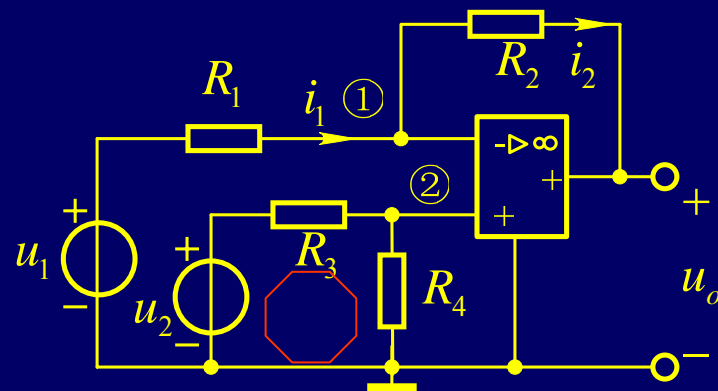 R₂ i₂
R₁ i₁ ①
- ▷ ∞
② + +
+ + R₃ +
u₁ u₂ R₄ uₒ
- - -